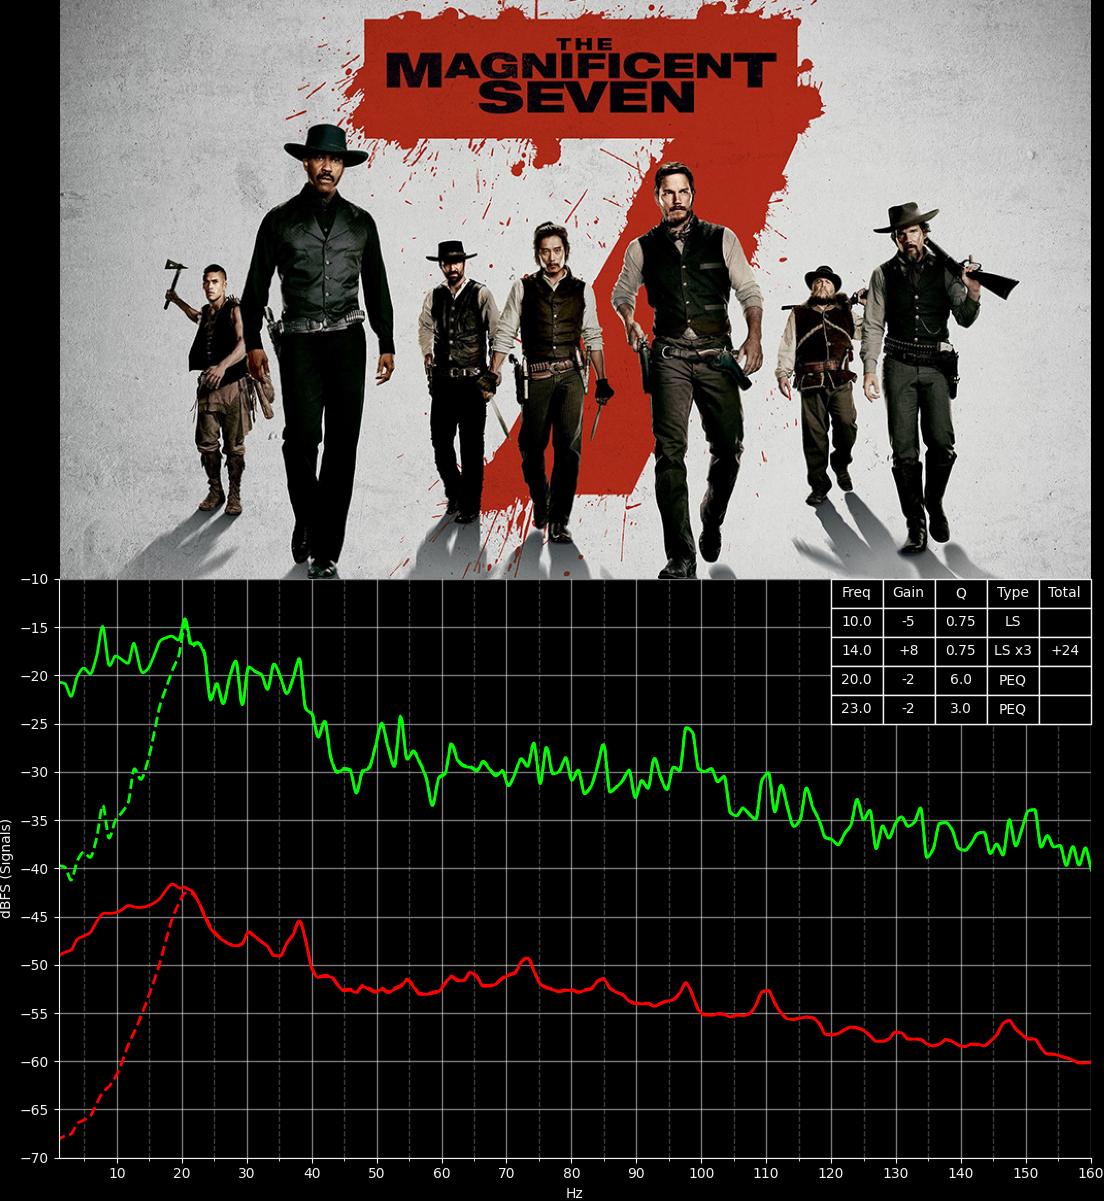 THE
MAGNIFICENT
SEVEN
Freq Gain Q Type Total
10.0 -5 0.75 LS
14.0 +8 0.75 LS x3 +24
20.0 -2 6.0 PEQ
23.0 -2 3.0 PEQ
−10
−15
−20
−25
−30
−35
−40
−45
−50
−55
−60
−65
−70
dBFS (Signals)
10 20 30 40 50 60 70 80 90 100 110 120 130 140 150 160
Hz